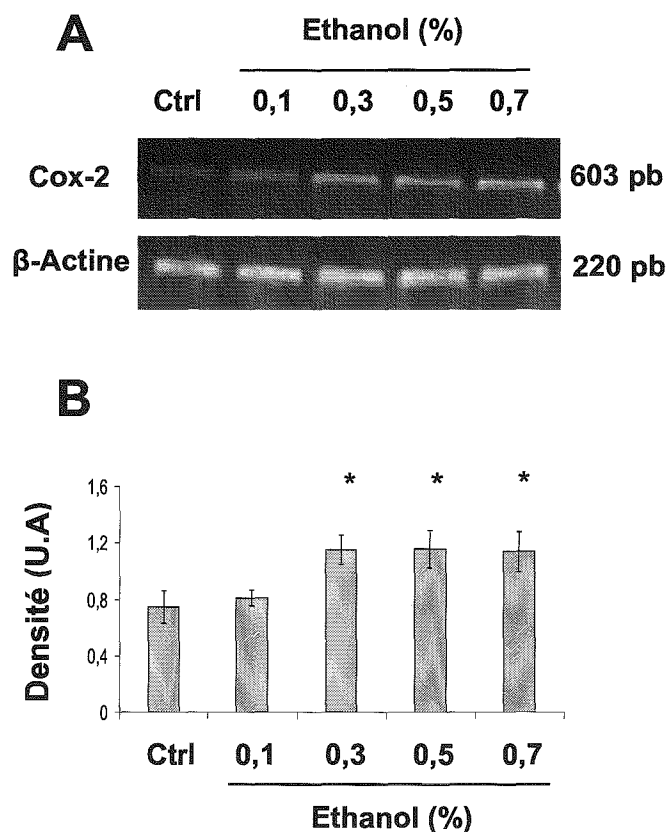 A
Ethanol (%)
Ctrl 0,1 0,3 0,5 0,7
Cox-2 603 pb
β-Actine 220 pb
B
* * *
Densité (U.A)
1,6
1,2
0,8
0,4
0
Ctrl 0,1 0,3 0,5 0,7
Ethanol (%)